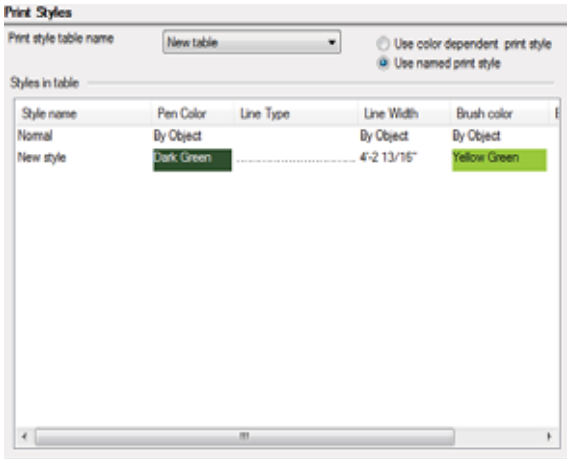 Print Styles
Print style table name
New table
Use color dependent print style
Use named print style
Styles in table
Style name Pen Color Line Type Line Width Brush color
Normal By Object By Object By Object
New style Dark Green 4'-2 13/16" Yellow Green